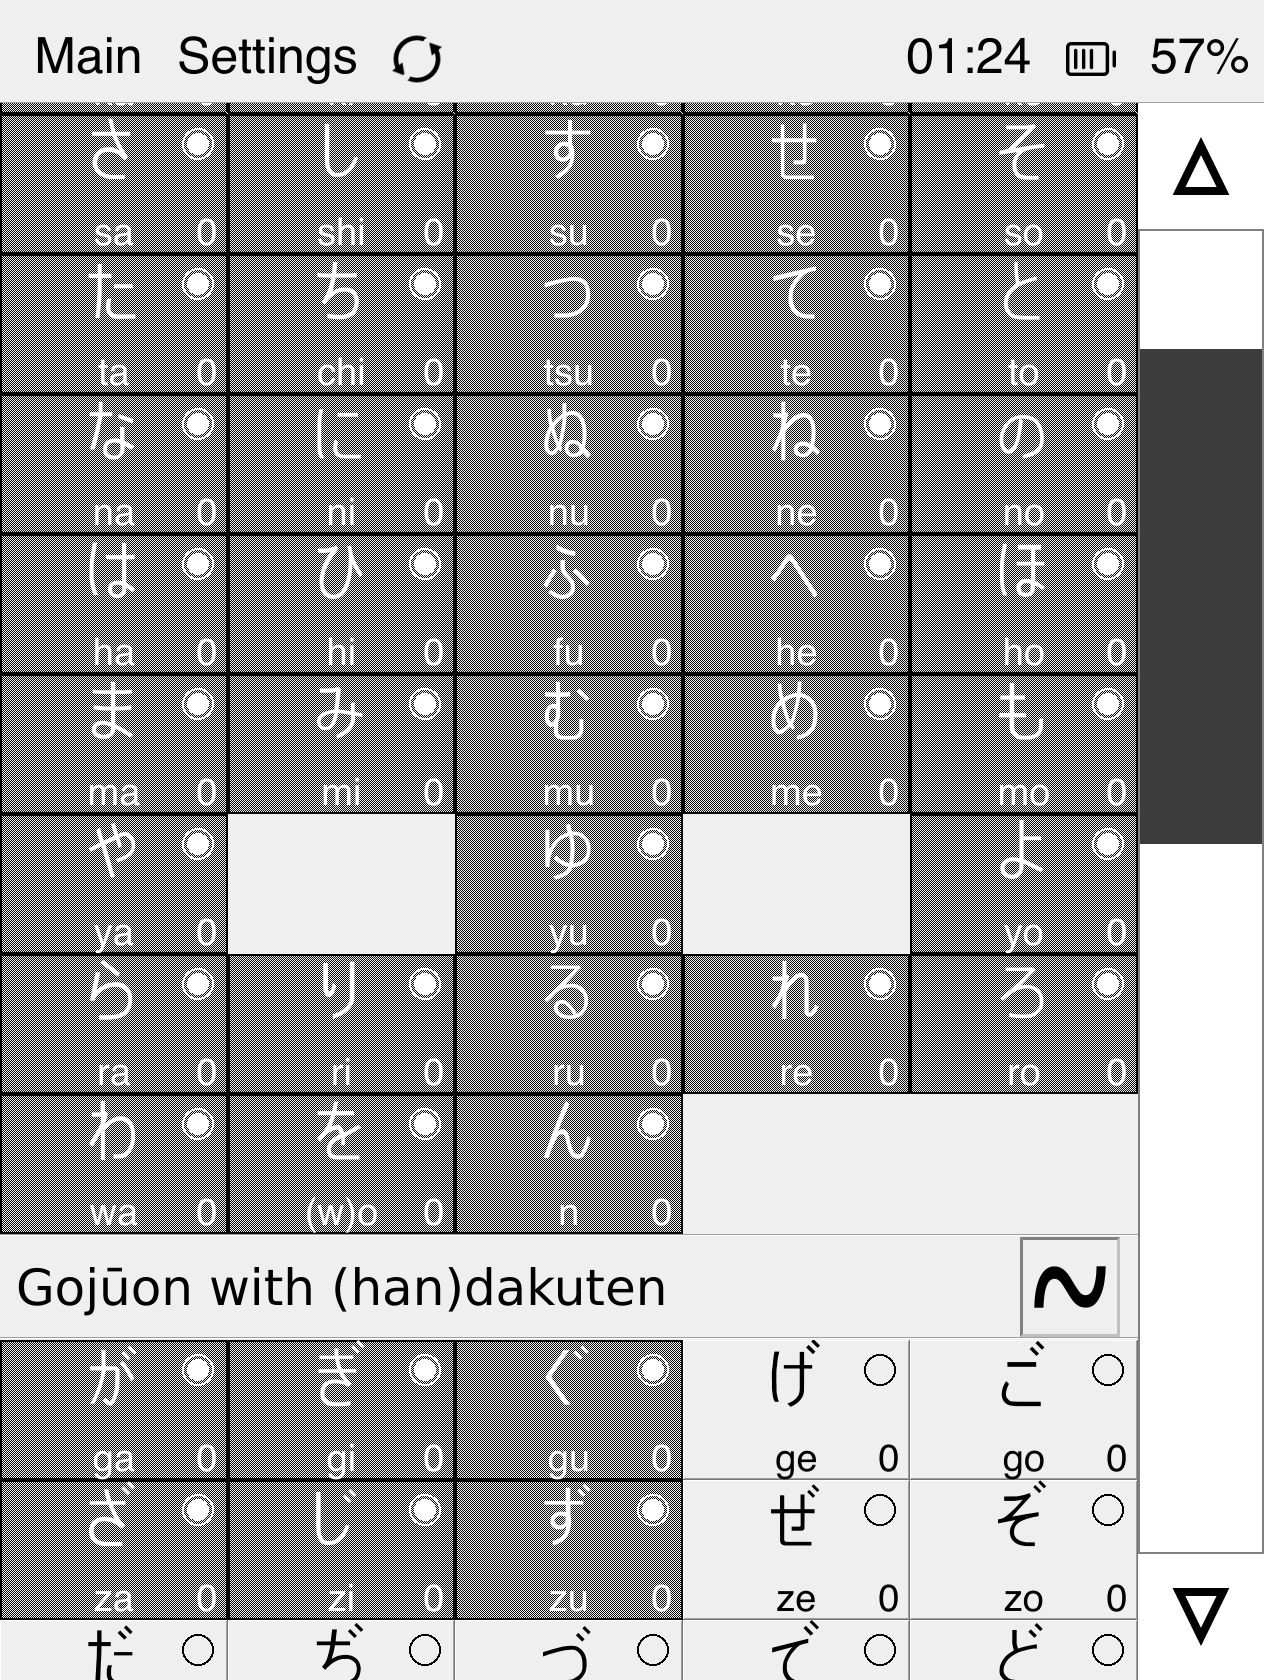 Main Settings 01:24 57%
さ し す せ そ
sa 0 shi 0 su 0 se 0 so 0
た ち つ て と
ta 0 chi 0 tsu 0 te 0 to 0
な に ぬ ね の
na 0 ni 0 nu 0 ne 0 no 0
は ひ ふ へ ほ
ha 0 hi 0 fu 0 he 0 ho 0
ま み む め も
ma 0 mi 0 mu 0 me 0 mo 0
や ゆ よ
ya 0 yu 0 yo 0
ら り る れ ろ
ra 0 ri 0 ru 0 re 0 ro 0
わ を ん
wa 0 (w)o 0 n 0
Gojūon with (han)dakuten
が ぎ ぐ げ ご
ga 0 gi 0 gu 0 ge 0 go 0
ざ じ ず ぜ ぞ
za 0 zi 0 zu 0 ze 0 zo 0
だ ぢ づ で ど